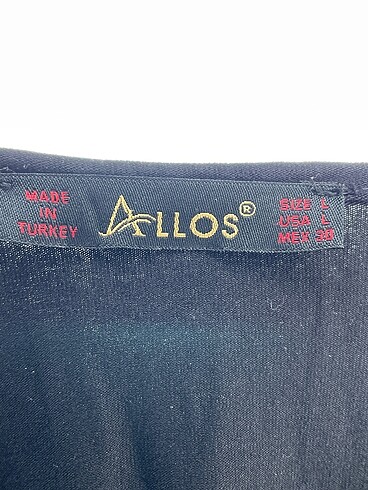 MADE
IN
TURKEY
ALLOS®
SIZE L
USA L
MEX 38